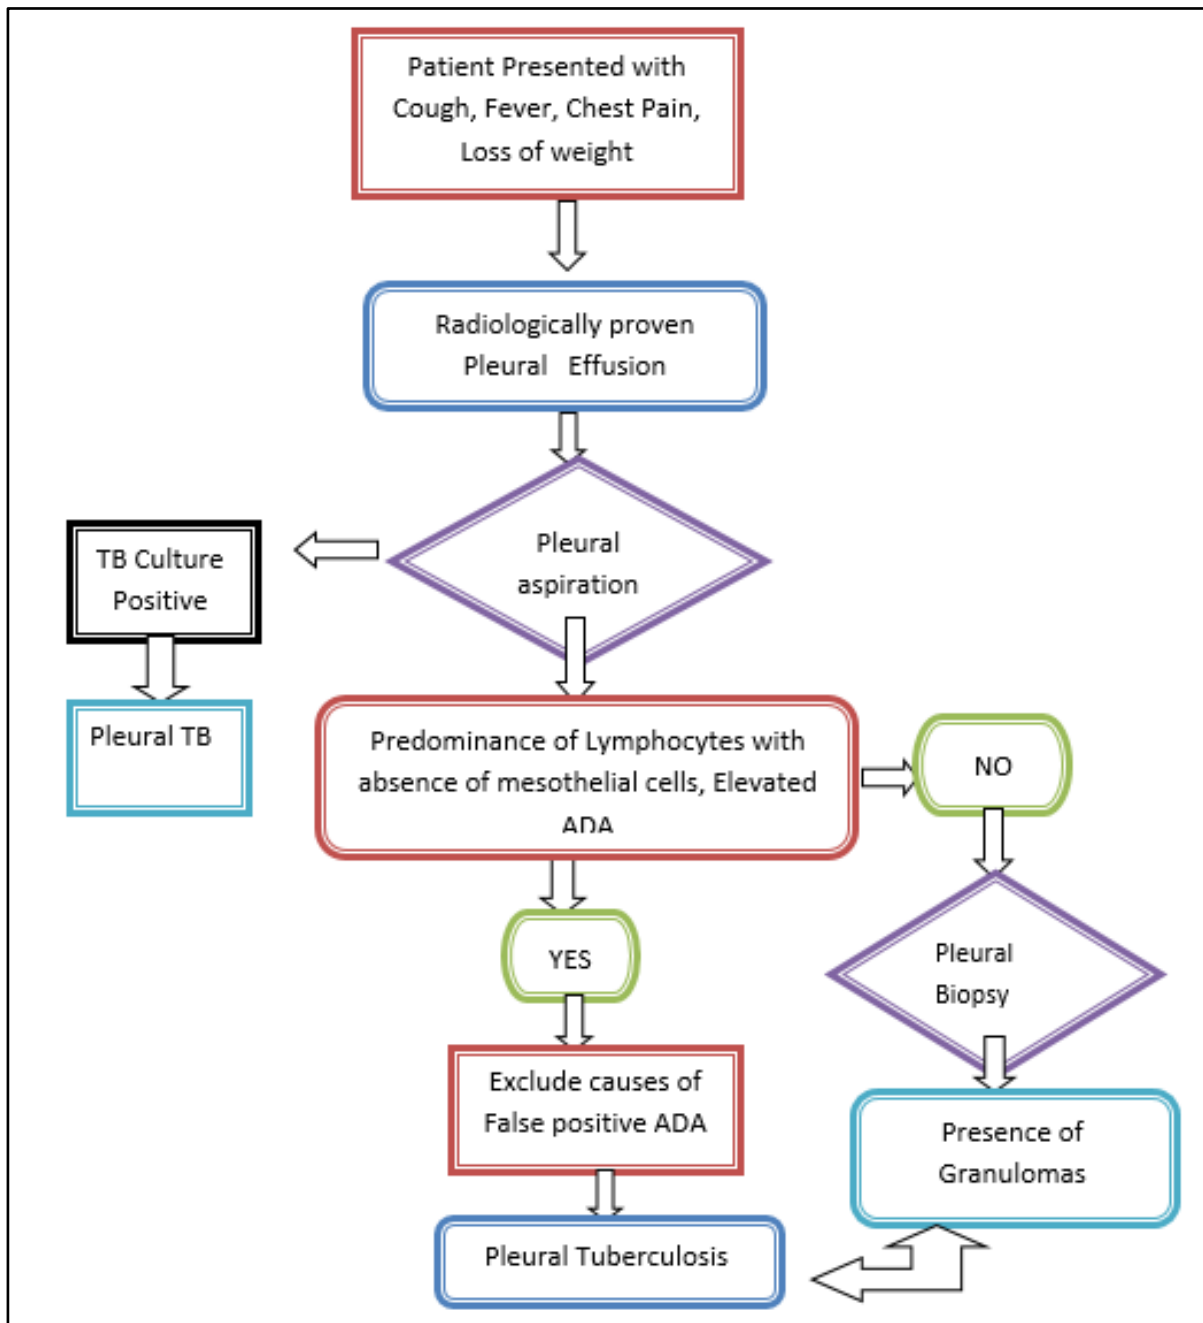 Patient Presented with
Cough, Fever, Chest Pain,
Loss of weight
Radiologically proven
Pleural Effusion
Pleural
aspiration
TB Culture
Positive
Pleural TB
Predominance of Lymphocytes with
absence of mesothelial cells, Elevated
ADA
NO
YES
Pleural
Biopsy
Exclude causes of
False positive ADA
Presence of
Granulomas
Pleural Tuberculosis